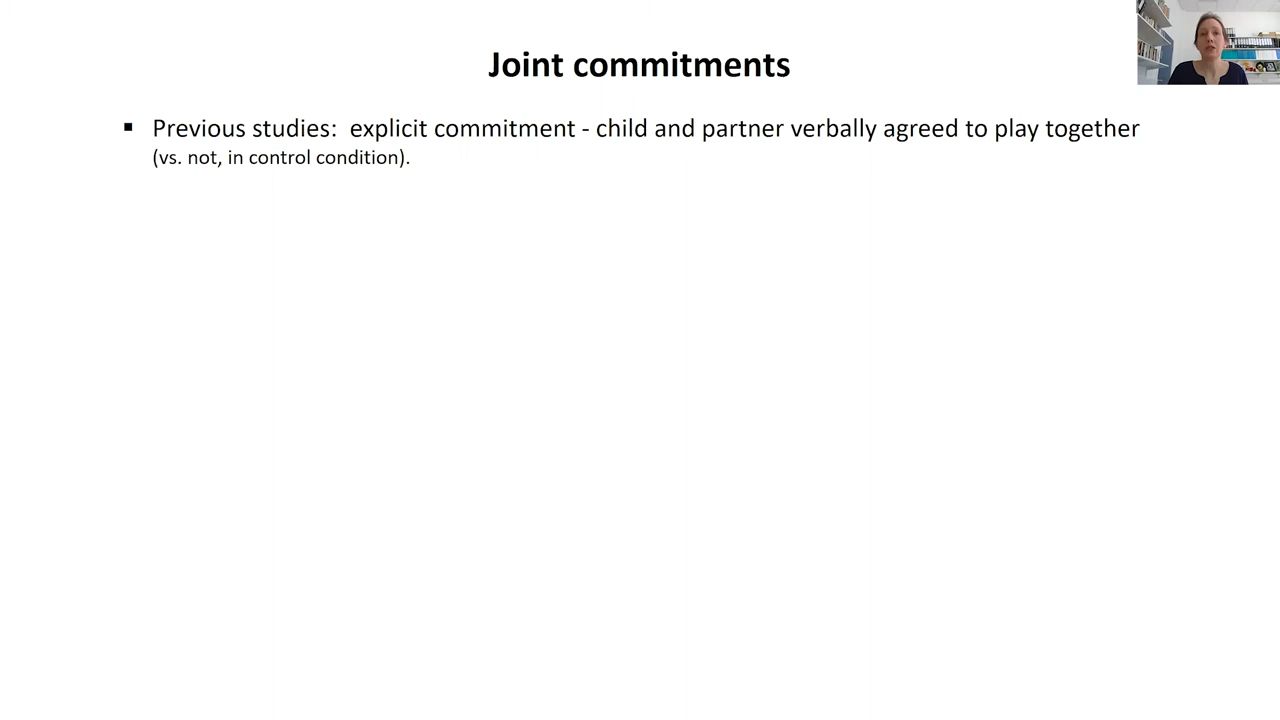 Joint commitments
▪ Previous studies:  explicit commitment - child and partner verbally agreed to play together
(vs. not, in control condition).